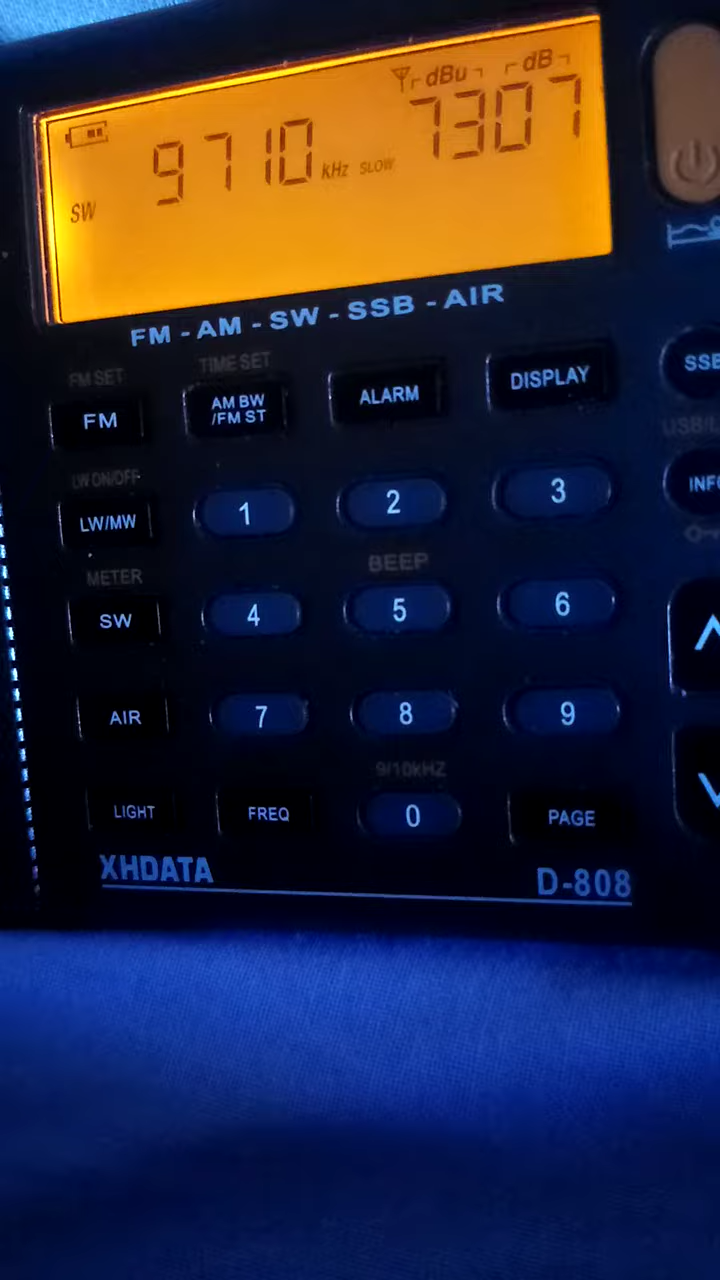 dBu dB
9710 kHz SLOW 7307
SW
FM - AM - SW - SSB - AIR
FM SET TIME SET
FM AM BW /FM ST ALARM DISPLAY SSB
LW ON/OFF USB/L
LW/MW 1 2 3 INFO
METER BEEP
SW 4 5 6
AIR 7 8 9
9/10kHZ
LIGHT FREQ 0 PAGE
XHDATA D-808